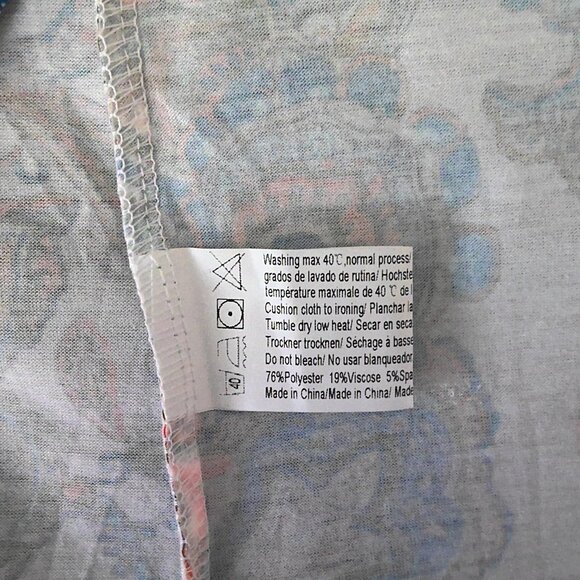 Washing max 40℃,normal process/
grados de lavado de rutina/ Hochste
température maximale de 40 ℃ de l
Cushion cloth to ironing/ Planchar la
Tumble dry low heat/ Secar en seca
Trockner trocknen/ Séchage à basse
Do not bleach/ No usar blanqueador
76%Polyester 19%Viscose 5%Spa
Made in China/Made in China/ Made
40